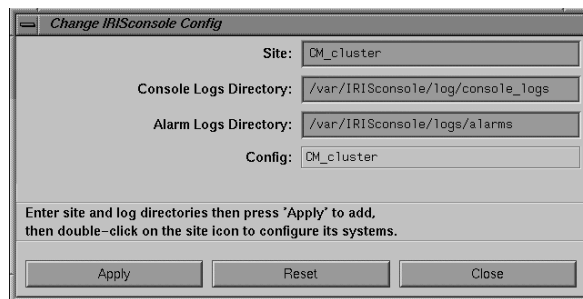 Change IRISconsole Config
Site: CM_cluster
Console Logs Directory: /var/IRISconsole/log/console_logs
Alarm Logs Directory: /var/IRISconsole/logs/alarms
Config: CM_cluster
Enter site and log directories then press "Apply" to add,
then double-click on the site icon to configure its systems.
Apply Reset Close